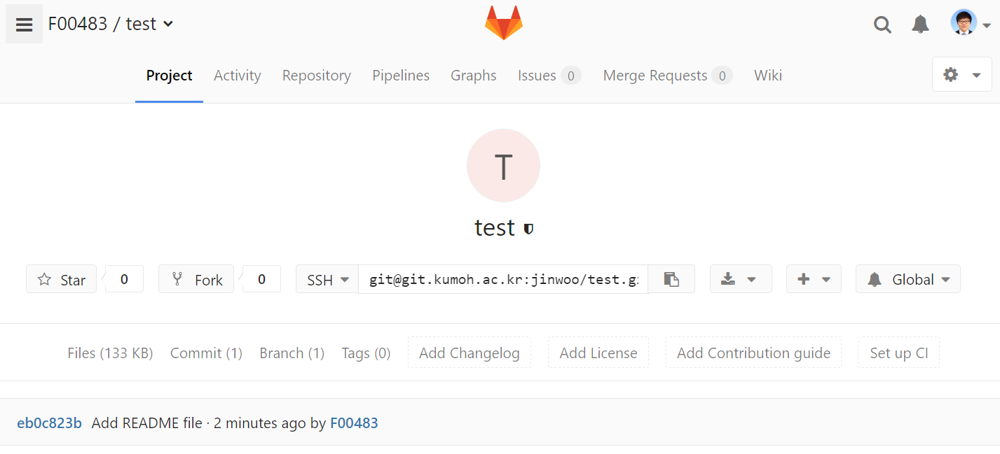 F00483 / test
Project Activity Repository Pipelines Graphs Issues 0 Merge Requests 0 Wiki
T
test
Star 0 Fork 0 SSH git@git.kumoh.ac.kr:jinwoo/test.g Global
Files (133 KB) Commit (1) Branch (1) Tags (0) Add Changelog Add License Add Contribution guide Set up CI
eb0c823b Add README file · 2 minutes ago by F00483